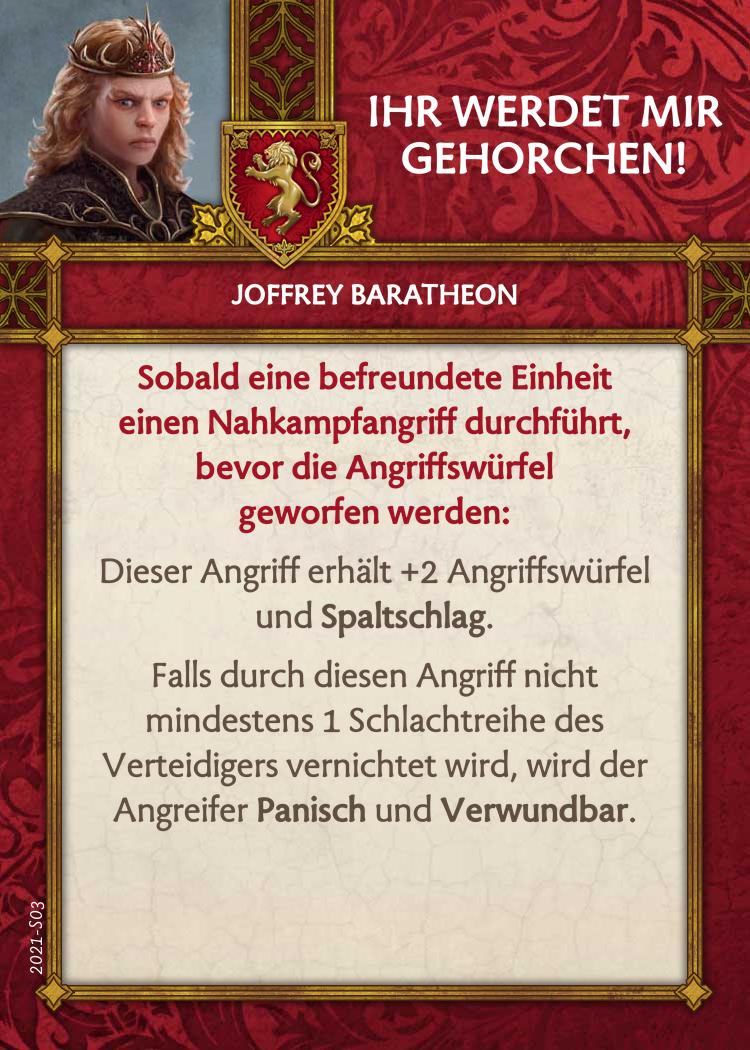 IHR WERDET MIR
GEHORCHEN!
JOFFREY BARATHEON
Sobald eine befreundete Einheit
einen Nahkampfangriff durchführt,
bevor die Angriffswürfel
geworfen werden:
Dieser Angriff erhält +2 Angriffswürfel
und Spaltschlag.
Falls durch diesen Angriff nicht
mindestens 1 Schlachtreihe des
Verteidigers vernichtet wird, wird der
Angreifer Panisch und Verwundbar.
2021-S03